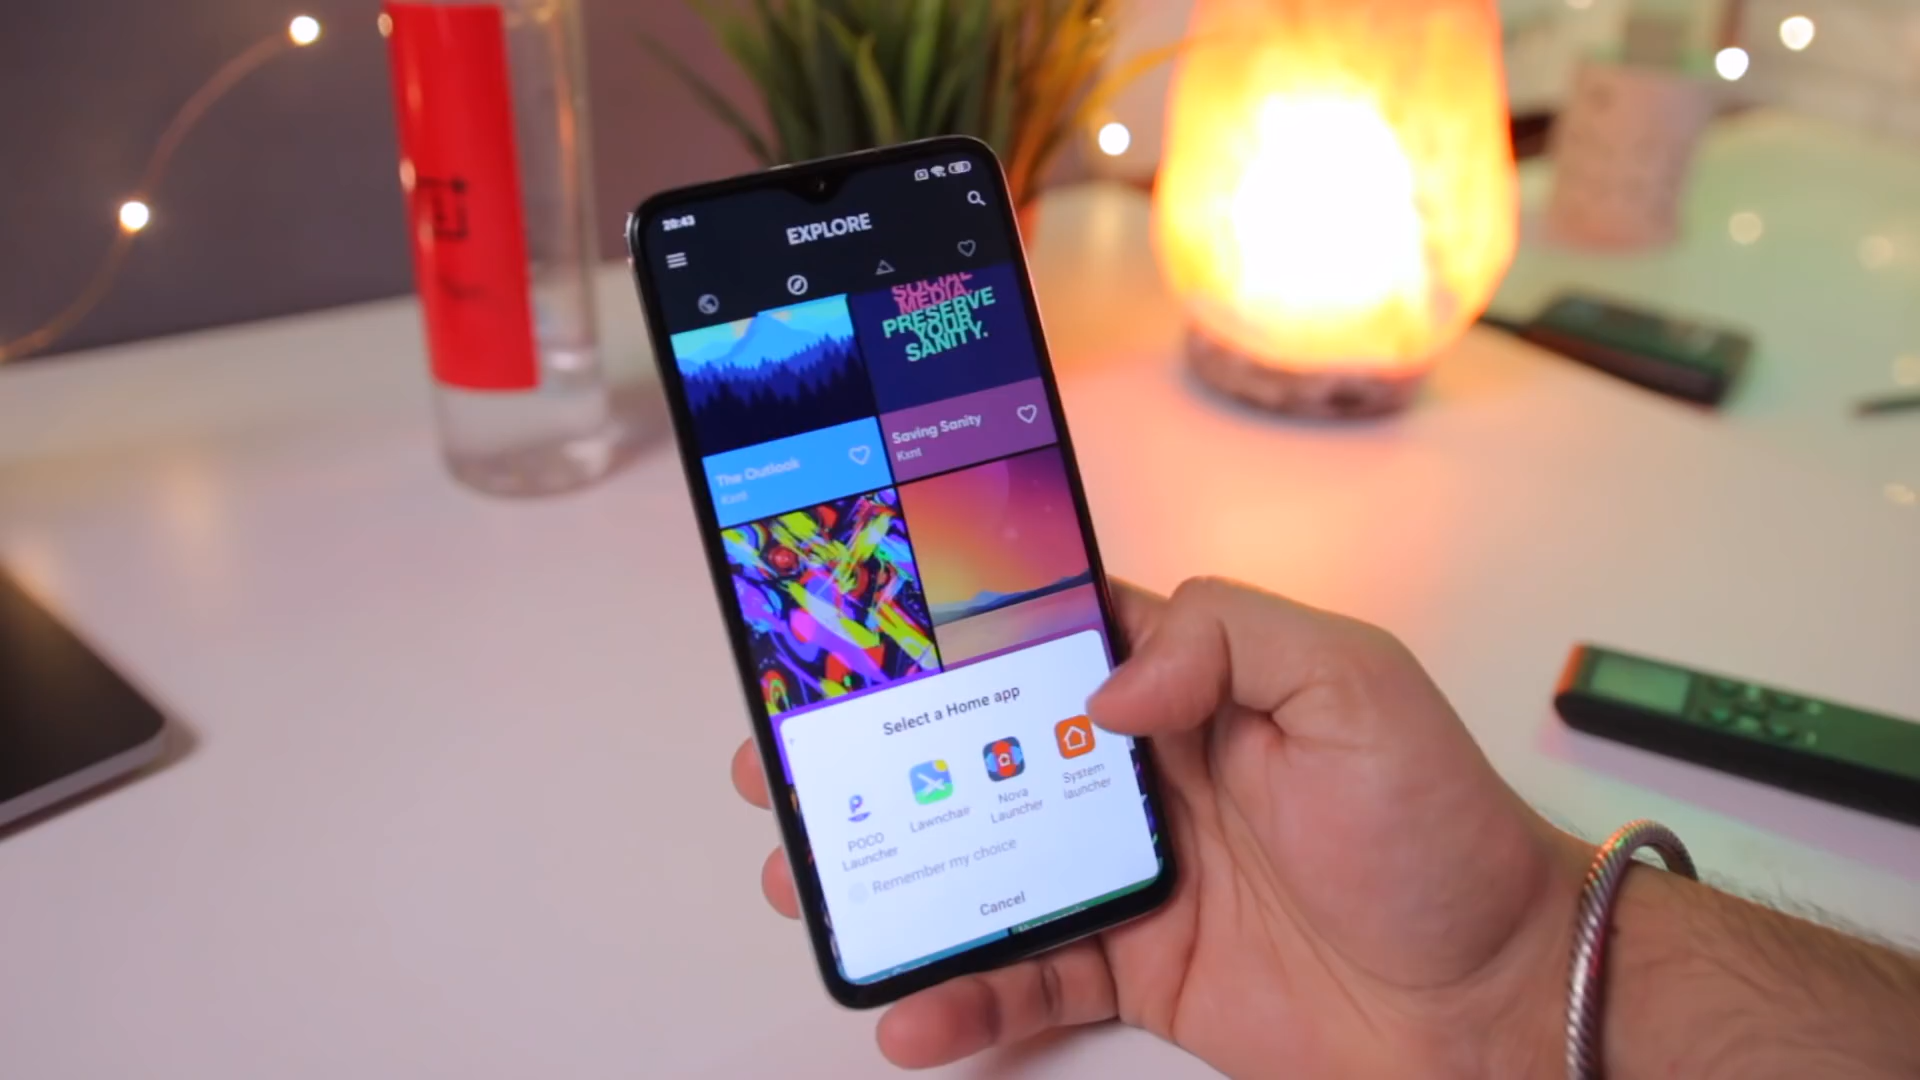 20:43
EXPLORE
SOCIAL
MEDIA.
PRESERVE
YOUR
SANITY.
The Outlook
Kxnt
Saving Sanity
Kxnt
Select a Home app
POCO
Launcher
Lawnchair
Nova
Launcher
System
launcher
Remember my choice
Cancel